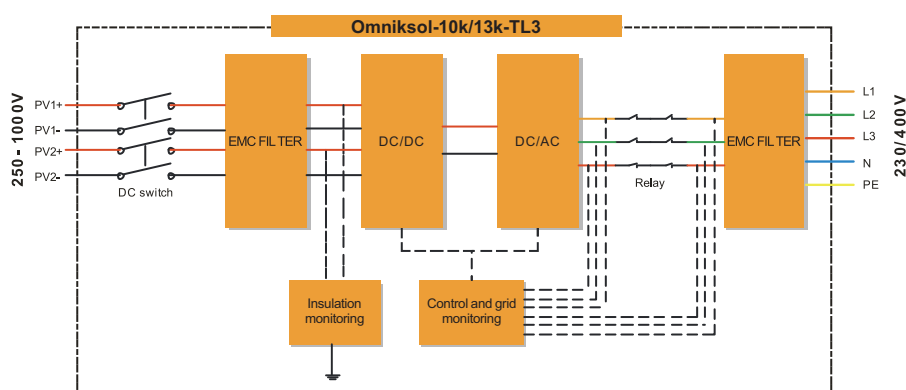 Omniksol-10k/13k-TL3
250-1000V
PV1+
PV1-
PV2+
PV2-
DC switch
EMC FILTER
DC/DC
DC/AC
Relay
EMC FILTER
L1
L2
L3
N
PE
230/400V
Insulation
monitoring
Control and grid
monitoring